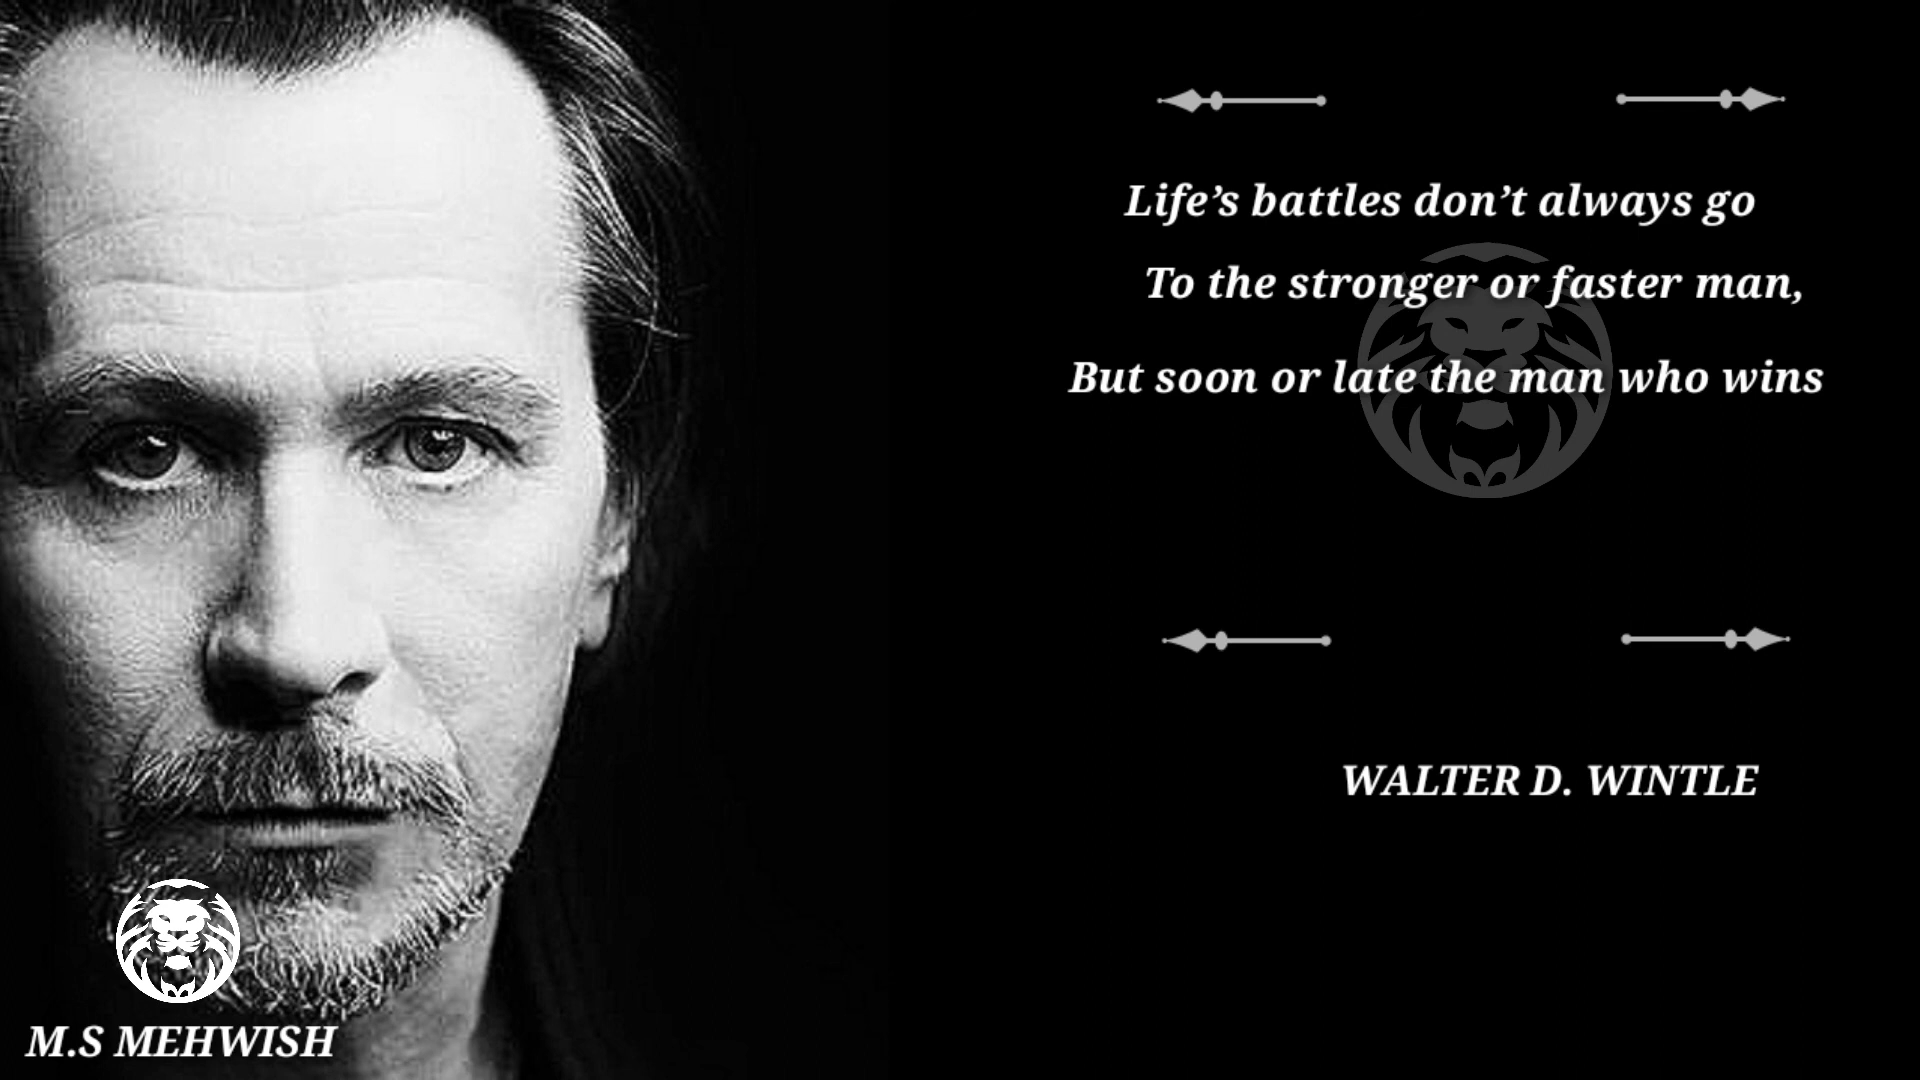 Life’s battles don’t always go
To the stronger or faster man,
But soon or late the man who wins
WALTER D. WINTLE
M.S MEHWISH